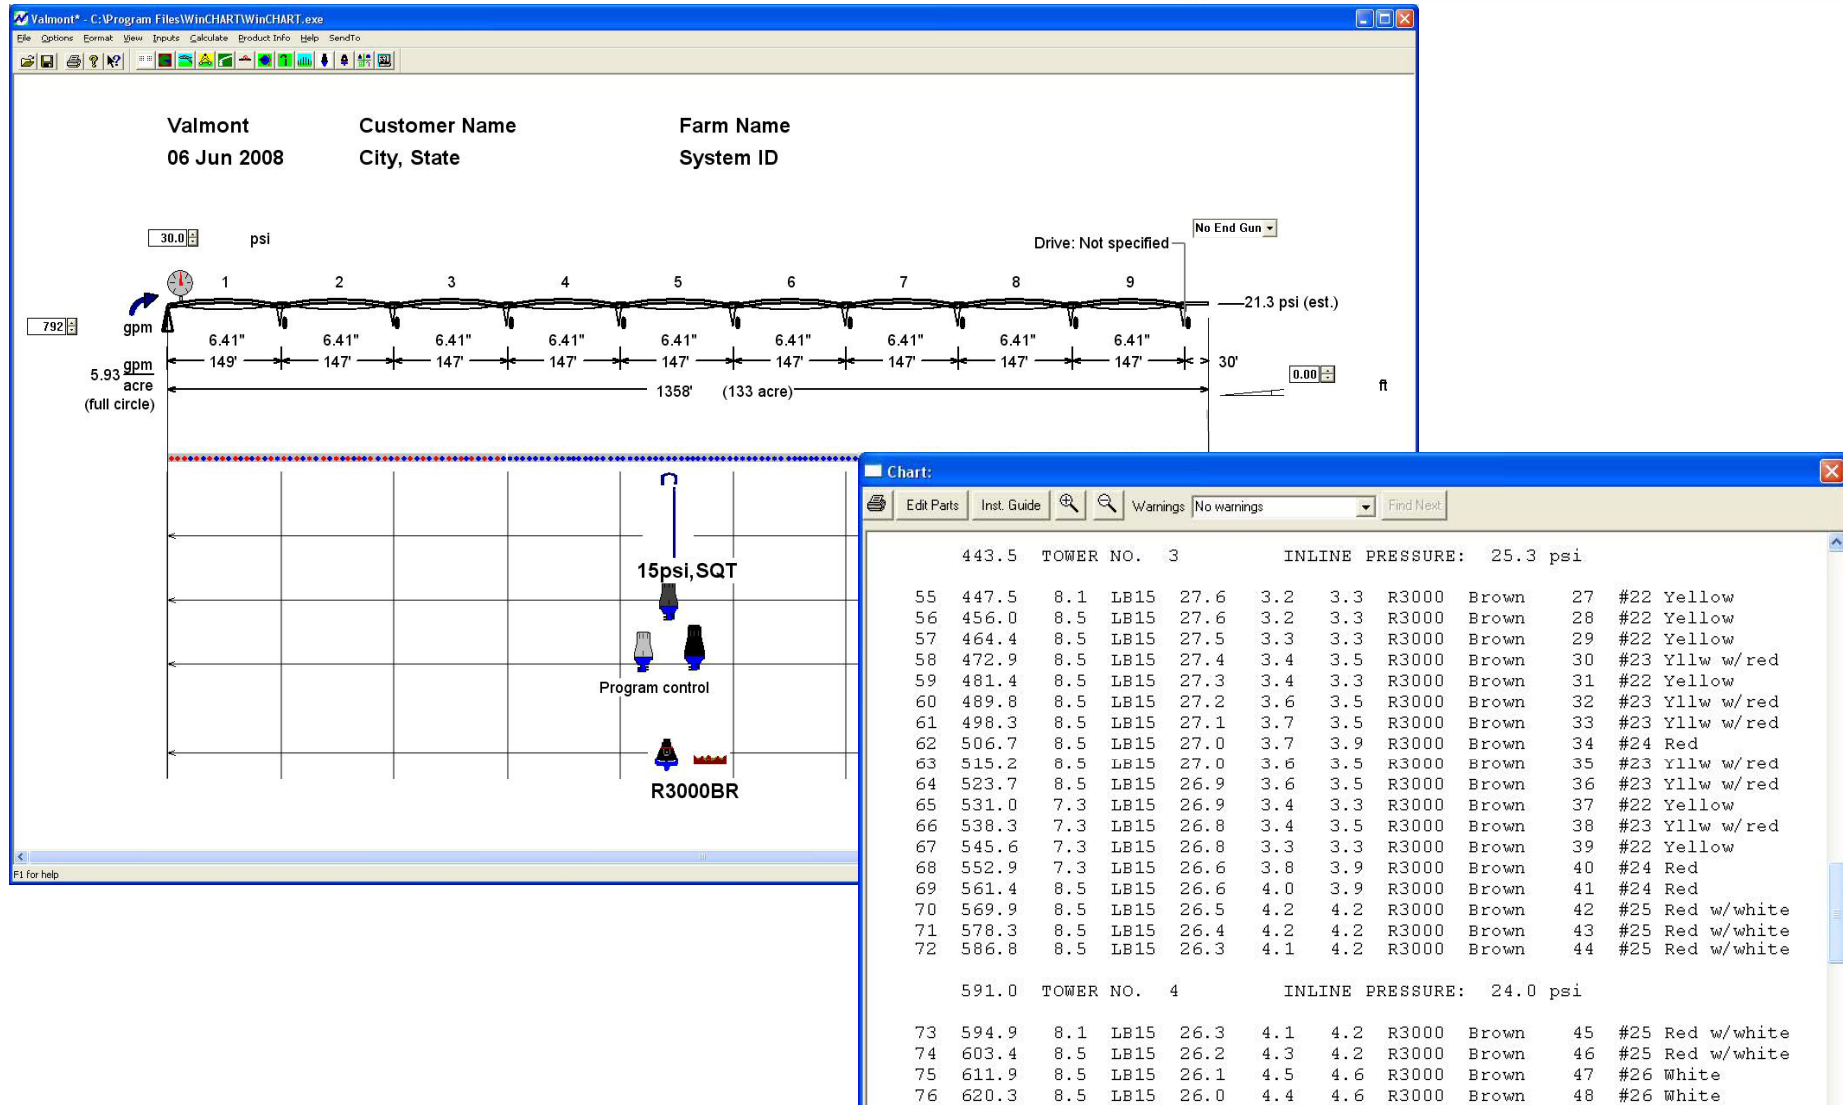 Valmont* - C:\Program Files\WinCHART\WinCHART.exe
File Options Format View Inputs Calculate Product Info Help SendTo
Valmont Customer Name Farm Name
06 Jun 2008 City, State System ID
No End Gun
30.0 psi
Drive: Not specified
1 2 3 4 5 6 7 8 9
21.3 psi (est.)
792 gpm
6.41" 6.41" 6.41" 6.41" 6.41" 6.41" 6.41" 6.41" 6.41"
149' 147' 147' 147' 147' 147' 147' 147' 147' 30'
5.93 gpm
acre
(full circle)
1358' (133 acre)
0.00 ft
15psi,SQT
Program control
R3000BR
F1 for help
Chart:
Edit Parts Inst. Guide Warnings No warnings Find Next
443.5 TOWER NO. 3 INLINE PRESSURE: 25.3 psi
55 447.5 8.1 LB15 27.6 3.2 3.3 R3000 Brown 27 #22 Yellow
56 456.0 8.5 LB15 27.6 3.2 3.3 R3000 Brown 28 #22 Yellow
57 464.4 8.5 LB15 27.5 3.3 3.3 R3000 Brown 29 #22 Yellow
58 472.9 8.5 LB15 27.4 3.4 3.5 R3000 Brown 30 #23 Yllw w/red
59 481.4 8.5 LB15 27.3 3.4 3.3 R3000 Brown 31 #22 Yellow
60 489.8 8.5 LB15 27.2 3.6 3.5 R3000 Brown 32 #23 Yllw w/red
61 498.3 8.5 LB15 27.1 3.7 3.5 R3000 Brown 33 #23 Yllw w/red
62 506.7 8.5 LB15 27.0 3.7 3.9 R3000 Brown 34 #24 Red
63 515.2 8.5 LB15 27.0 3.6 3.5 R3000 Brown 35 #23 Yllw w/red
64 523.7 8.5 LB15 26.9 3.6 3.5 R3000 Brown 36 #23 Yllw w/red
65 531.0 7.3 LB15 26.9 3.4 3.3 R3000 Brown 37 #22 Yellow
66 538.3 7.3 LB15 26.8 3.4 3.5 R3000 Brown 38 #23 Yllw w/red
67 545.6 7.3 LB15 26.8 3.3 3.3 R3000 Brown 39 #22 Yellow
68 552.9 7.3 LB15 26.6 3.8 3.9 R3000 Brown 40 #24 Red
69 561.4 8.5 LB15 26.6 4.0 3.9 R3000 Brown 41 #24 Red
70 569.9 8.5 LB15 26.5 4.2 4.2 R3000 Brown 42 #25 Red w/white
71 578.3 8.5 LB15 26.4 4.2 4.2 R3000 Brown 43 #25 Red w/white
72 586.8 8.5 LB15 26.3 4.1 4.2 R3000 Brown 44 #25 Red w/white
591.0 TOWER NO. 4 INLINE PRESSURE: 24.0 psi
73 594.9 8.1 LB15 26.3 4.1 4.2 R3000 Brown 45 #25 Red w/white
74 603.4 8.5 LB15 26.2 4.3 4.2 R3000 Brown 46 #25 Red w/white
75 611.9 8.5 LB15 26.1 4.5 4.6 R3000 Brown 47 #26 White
76 620.3 8.5 LB15 26.0 4.4 4.6 R3000 Brown 48 #26 White